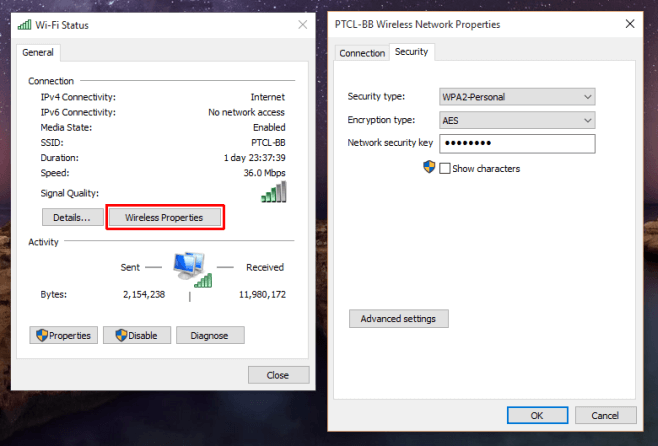 Wi-Fi Status
General
Connection
IPv4 Connectivity: Internet
IPv6 Connectivity: No network access
Media State: Enabled
SSID: PTCL-BB
Duration: 1 day 23:37:39
Speed: 36.0 Mbps
Signal Quality:
Details... Wireless Properties
Activity
Sent Received
Bytes: 2,154,238 11,980,172
Properties Disable Diagnose
Close
PTCL-BB Wireless Network Properties
Connection Security
Security type: WPA2-Personal
Encryption type: AES
Network security key ●●●●●●●●
Show characters
Advanced settings
OK Cancel